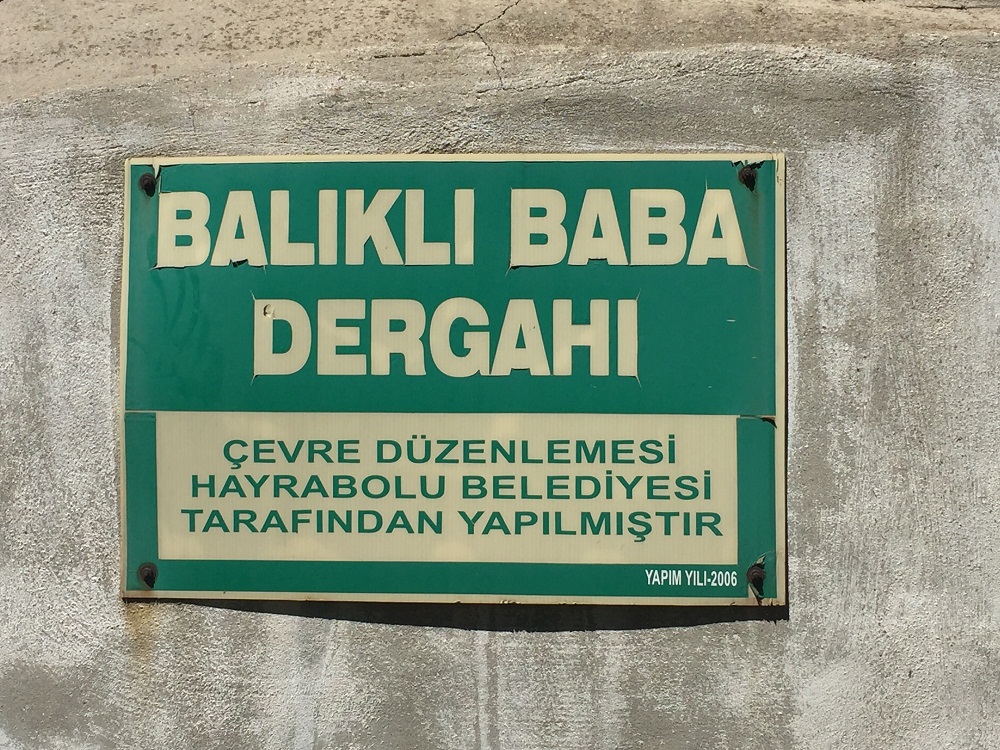 BALIKLI BABA
DERGAHI
ÇEVRE DÜZENLEMESİ
HAYRABOLU BELEDİYESİ
TARAFINDAN YAPILMIŞTIR
YAPIM YILI-2006